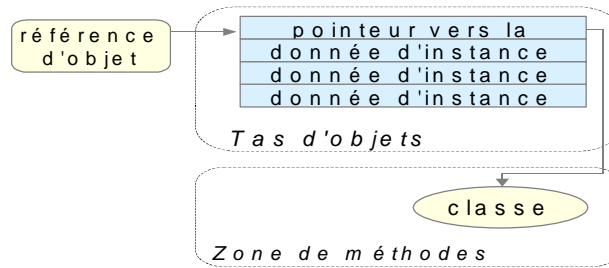 référence
d'objet
pointeur vers la
donnée d'instance
donnée d'instance
donnée d'instance
Tas d'objets
classe
Zone de méthodes